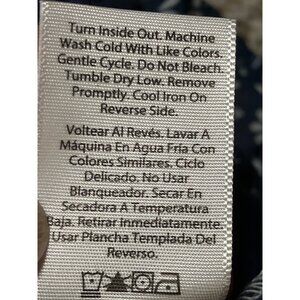 Turn Inside Out. Machine
Wash Cold With Like Colors.
Gentle Cycle. Do Not Bleach.
Tumble Dry Low. Remove
Promptly. Cool Iron On
Reverse Side.
Voltear Al Revés. Lavar A
Máquina En Agua Fría Con
Colores Similares. Ciclo
Delicado. No Usar
Blanqueador. Secar En
Secadora A Temperatura
Baja. Retirar Inmediatamente.
Usar Plancha Templada Del
Reverso.